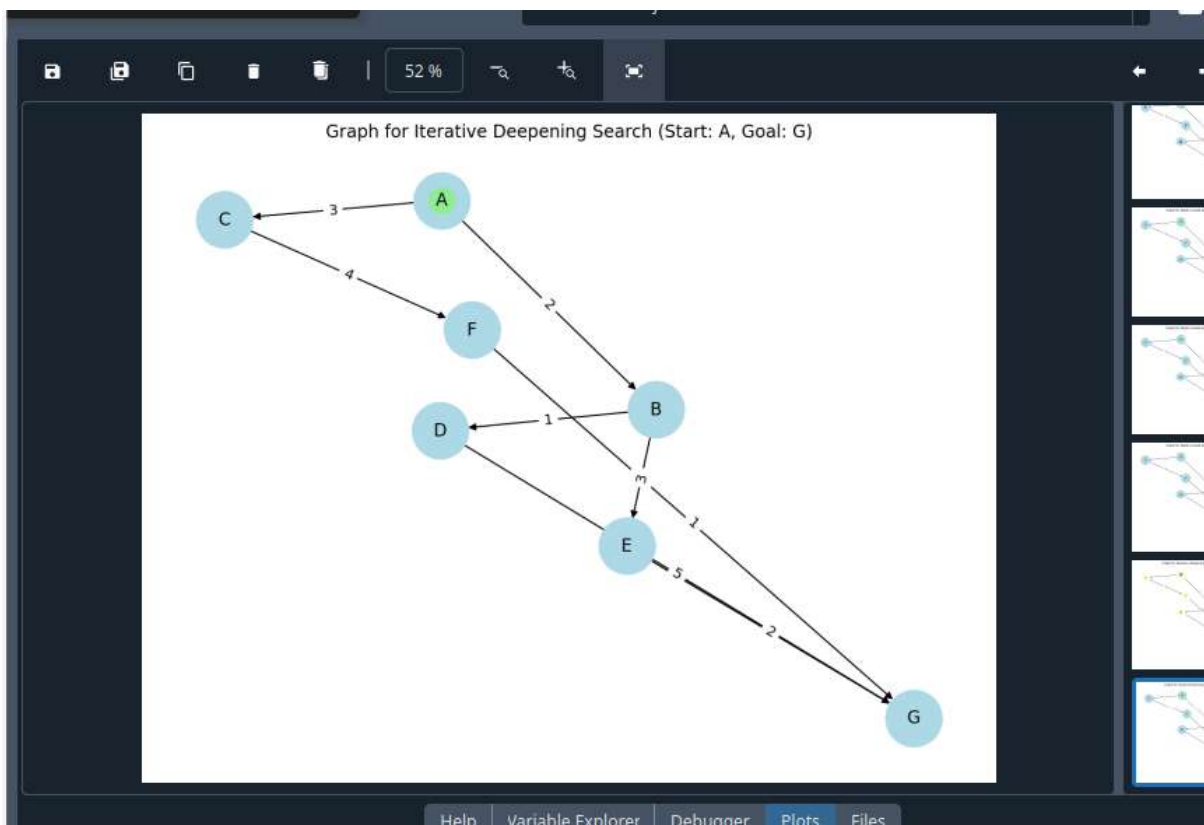 52 %
Graph for Iterative Deepening Search (Start: A, Goal: G)
A
C
3
4
2
F
B
D
1
3
1
E
5
2
G
Help
Variable Explorer
Debugger
Plots
Files